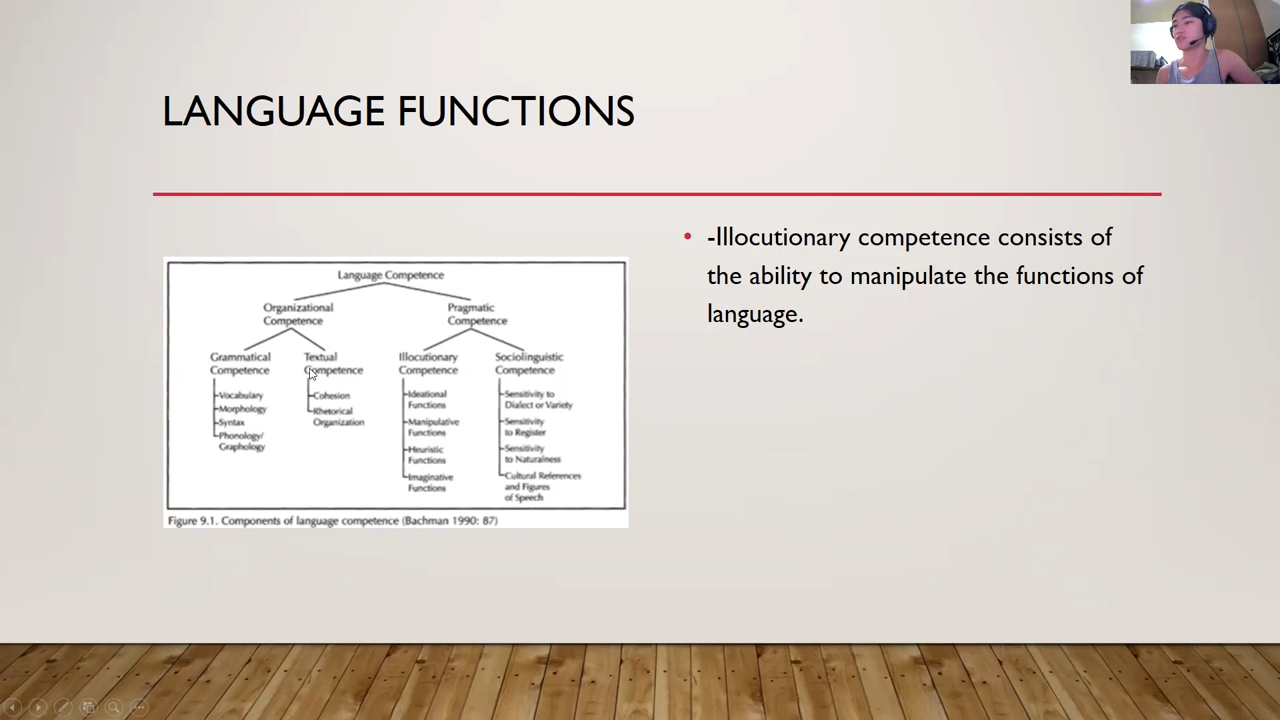 LANGUAGE FUNCTIONS
Language Competence
Organizational
Competence
Pragmatic
Competence
Grammatical
Competence
Vocabulary
Morphology
Syntax
Phonology/
Graphology
Textual
Competence
Cohesion
Rhetorical
Organization
Illocutionary
Competence
Ideational
Functions
Manipulative
Functions
Heuristic
Functions
Imaginative
Functions
Sociolinguistic
Competence
Sensitivity to
Dialect or Variety
Sensitivity
to Register
Sensitivity
to Naturalness
Cultural References
and Figures
of Speech
Figure 9.1. Components of language competence (Bachman 1990: 87)
• -Illocutionary competence consists of
the ability to manipulate the functions of
language.